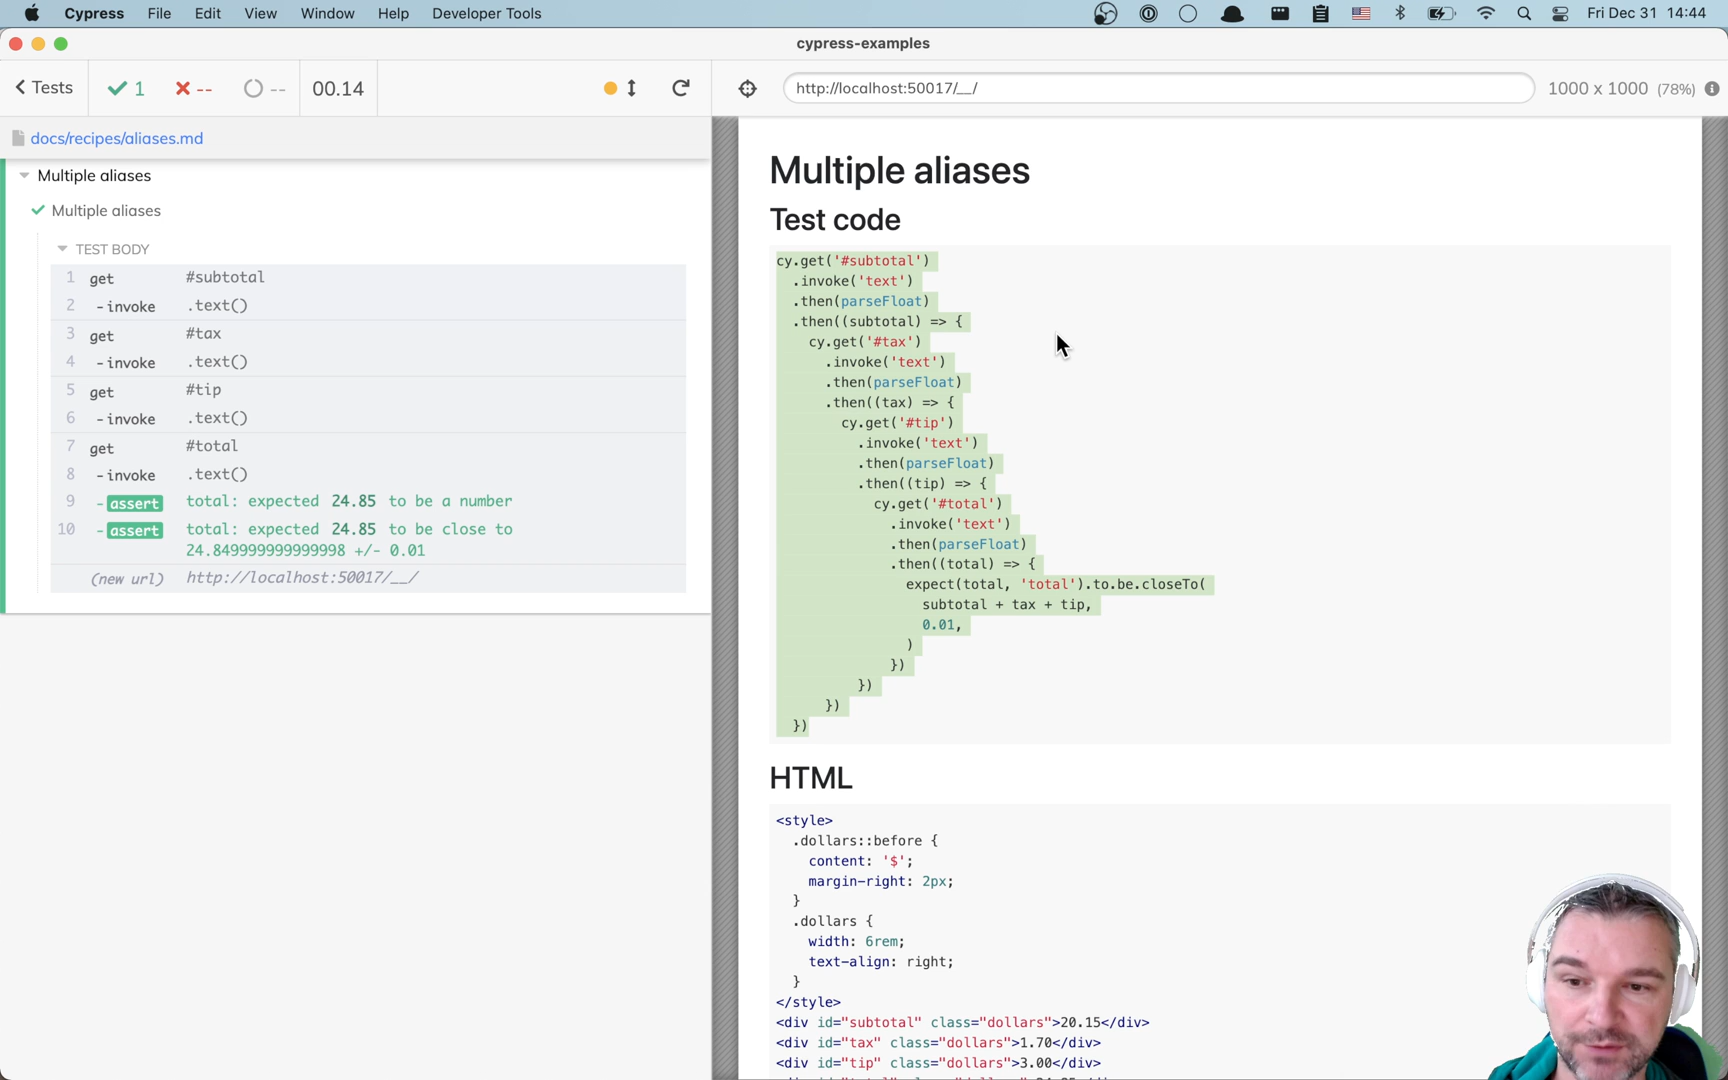 Cypress File Edit View Window Help Developer Tools Fri Dec 31 14:44
cypress-examples
Tests 1 -- -- 00.14 http://localhost:50017/__/ 1000 x 1000 (78%)
docs/recipes/aliases.md
Multiple aliases
Multiple aliases
TEST BODY
1 get #subtotal
2 -invoke .text()
3 get #tax
4 -invoke .text()
5 get #tip
6 -invoke .text()
7 get #total
8 -invoke .text()
9 -assert total: expected 24.85 to be a number
10 -assert total: expected 24.85 to be close to
24.849999999999998 +/- 0.01
(new url) http://localhost:50017/__/
Multiple aliases
Test code
cy.get('#subtotal')
.invoke('text')
.then(parseFloat)
.then((subtotal) => {
cy.get('#tax')
.invoke('text')
.then(parseFloat)
.then((tax) => {
cy.get('#tip')
.invoke('text')
.then(parseFloat)
.then((tip) => {
cy.get('#total')
.invoke('text')
.then(parseFloat)
.then((total) => {
expect(total, 'total').to.be.closeTo(
subtotal + tax + tip,
0.01,
)
})
})
})
})
HTML
<style>
.dollars::before {
content: '$';
margin-right: 2px;
}
.dollars {
width: 6rem;
text-align: right;
}
</style>
<div id="subtotal" class="dollars">20.15</div>
<div id="tax" class="dollars">1.70</div>
<div id="tip" class="dollars">3.00</div>